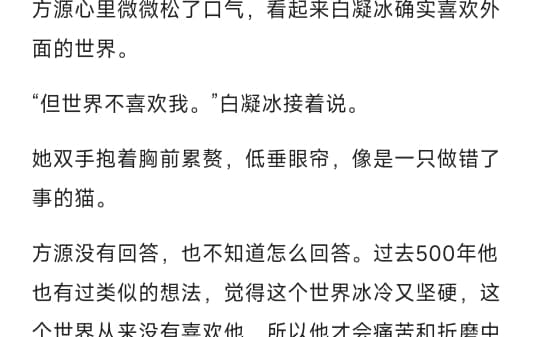 方源心里微微松了口气，看起来白凝冰确实喜欢外
面的世界。
“但世界不喜欢我。”白凝冰接着说。
她双手抱着胸前累赘，低垂眼帘，像是一只做错了
事的猫。
方源没有回答，也不知道怎么回答。过去500年他
也有过类似的想法，觉得这个世界冰冷又坚硬，这
个世界从来没有喜欢他，所以他才会痛苦和折磨中